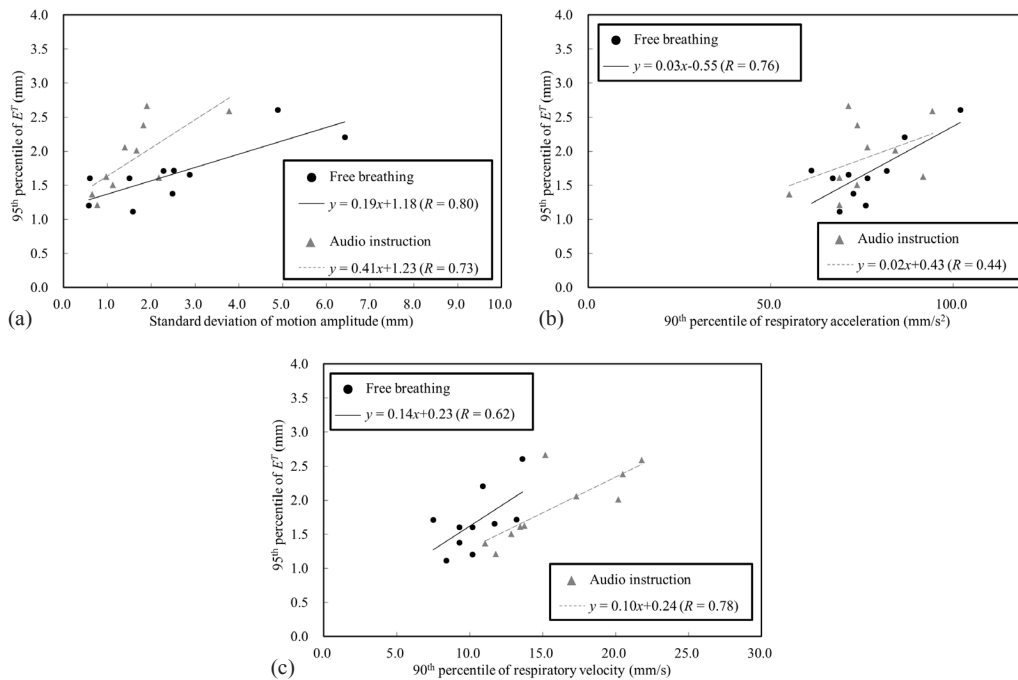 4.0
3.5
3.0
2.5
2.0
1.5
1.0
0.5
0.0
95th percentile of E^T (mm)
Free breathing
y = 0.19x+1.18 (R = 0.80)
Audio instruction
y = 0.41x+1.23 (R = 0.73)
0.0 1.0 2.0 3.0 4.0 5.0 6.0 7.0 8.0 9.0 10.0
Standard deviation of motion amplitude (mm)
(a)
4.0
3.5
3.0
2.5
2.0
1.5
1.0
0.5
0.0
95th percentile of E^T (mm)
Free breathing
y = 0.03x-0.55 (R = 0.76)
Audio instruction
y = 0.02x+0.43 (R = 0.44)
0.0 50.0 100.0
90th percentile of respiratory acceleration (mm/s²)
(b)
4.0
3.5
3.0
2.5
2.0
1.5
1.0
0.5
0.0
95th percentile of E^T (mm)
Free breathing
y = 0.14x+0.23 (R = 0.62)
Audio instruction
y = 0.10x+0.24 (R = 0.78)
0.0 5.0 10.0 15.0 20.0 25.0 30.0
90th percentile of respiratory velocity (mm/s)
(c)